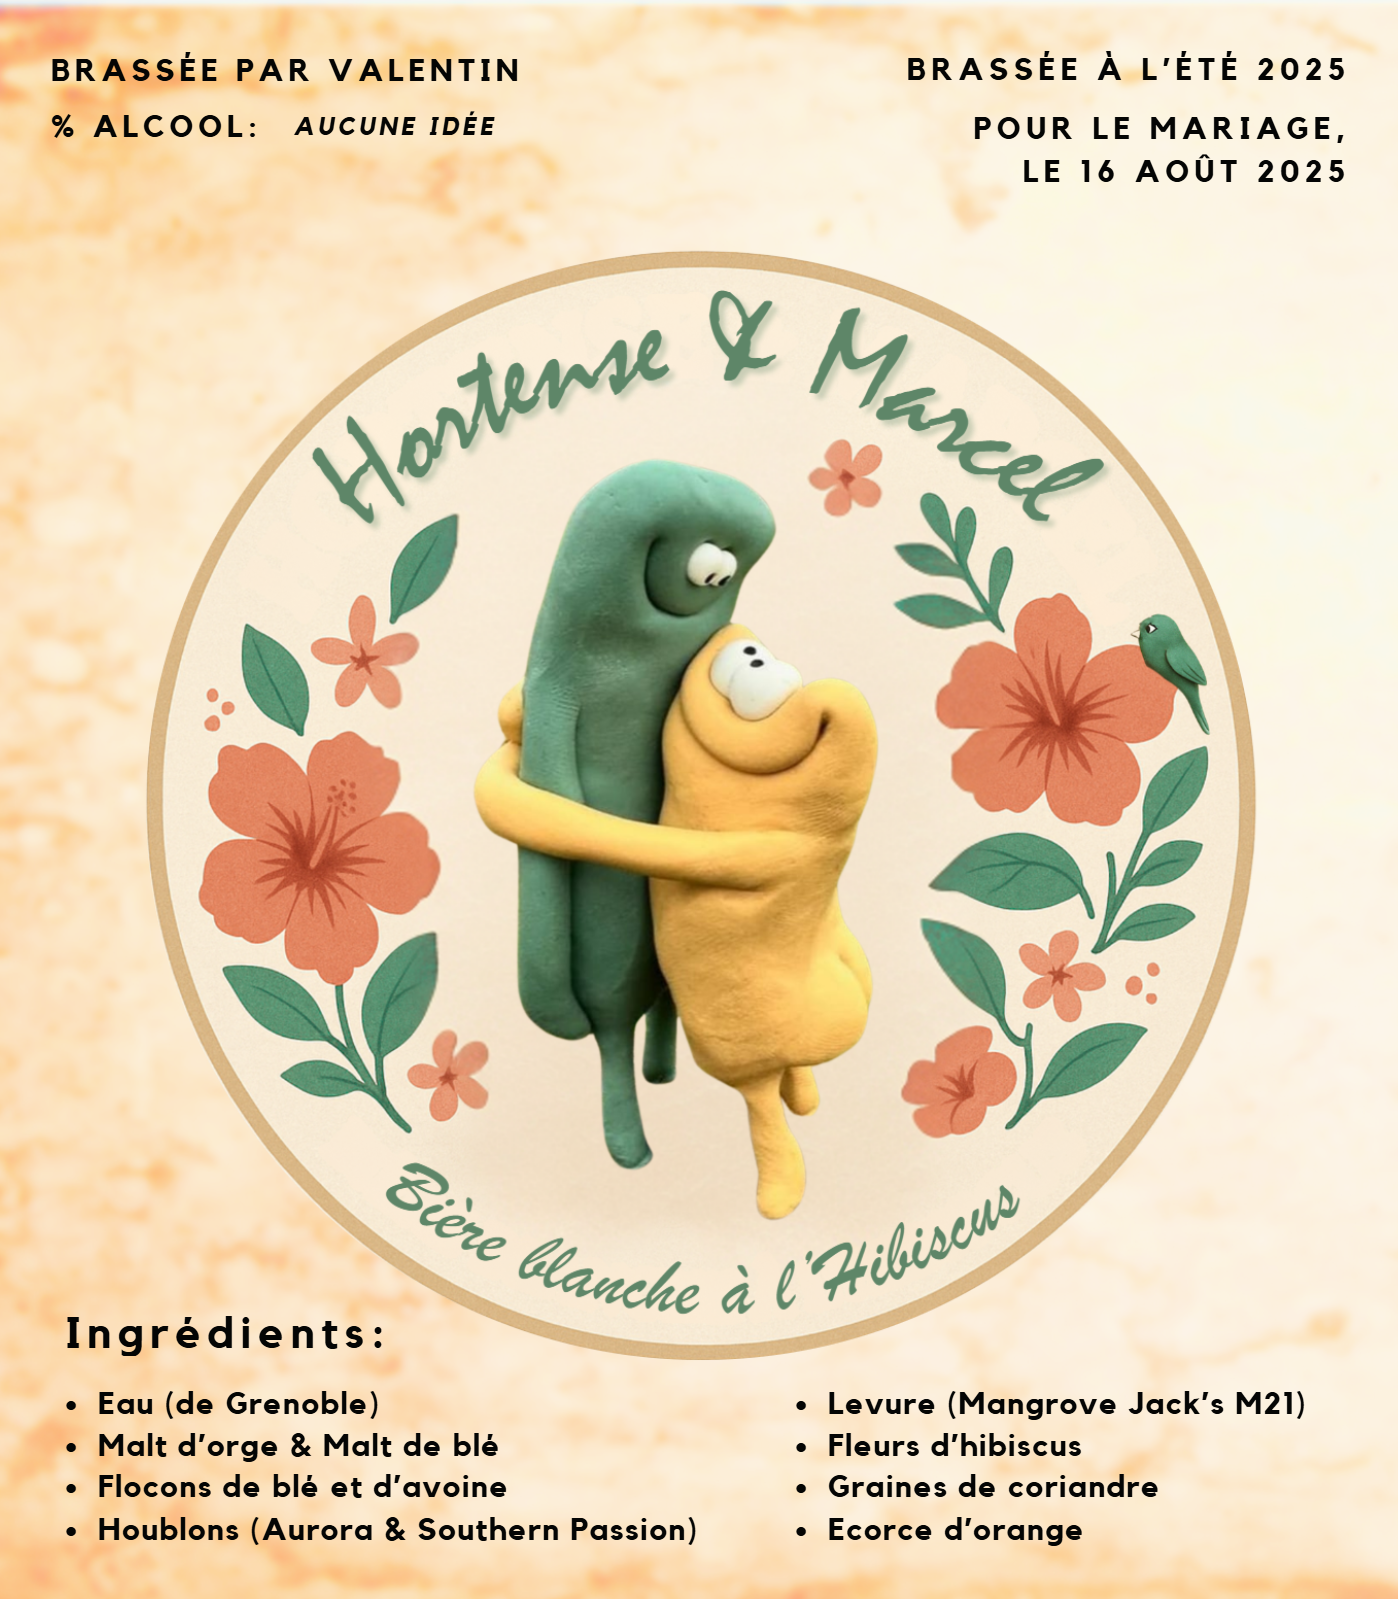 BRASSÉE PAR VALENTIN
% ALCOOL: AUCUNE IDÉE
BRASSÉE À L'ÉTÉ 2025
POUR LE MARIAGE,
LE 16 AOÛT 2025
Hortense & Marcel
Bière blanche à l'Hibiscus
Ingrédients:
• Eau (de Grenoble)
• Malt d'orge & Malt de blé
• Flocons de blé et d'avoine
• Houblons (Aurora & Southern Passion)
• Levure (Mangrove Jack's M21)
• Fleurs d'hibiscus
• Graines de coriandre
• Ecorce d'orange